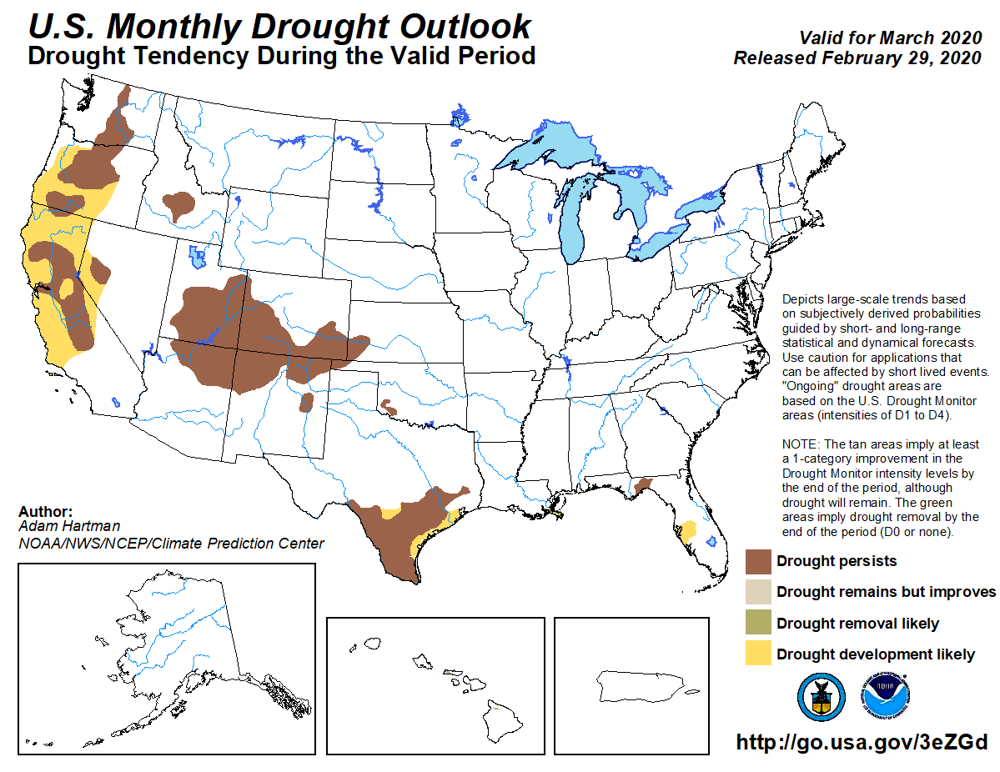 U.S. Monthly Drought Outlook
Drought Tendency During the Valid Period
Valid for March 2020
Released February 29, 2020
Depicts large-scale trends based
on subjectively derived probabilities
guided by short- and long-range
statistical and dynamical forecasts.
Use caution for applications that
can be affected by short lived events.
"Ongoing" drought areas are
based on the U.S. Drought Monitor
areas (intensities of D1 to D4).
NOTE: The tan areas imply at least
a 1-category improvement in the
Drought Monitor intensity levels by
the end of the period, although
drought will remain. The green
areas imply drought removal by the
end of the period (D0 or none).
Author:
Adam Hartman
NOAA/NWS/NCEP/Climate Prediction Center
Drought persists
Drought remains but improves
Drought removal likely
Drought development likely
NOAA
http://go.usa.gov/3eZGd